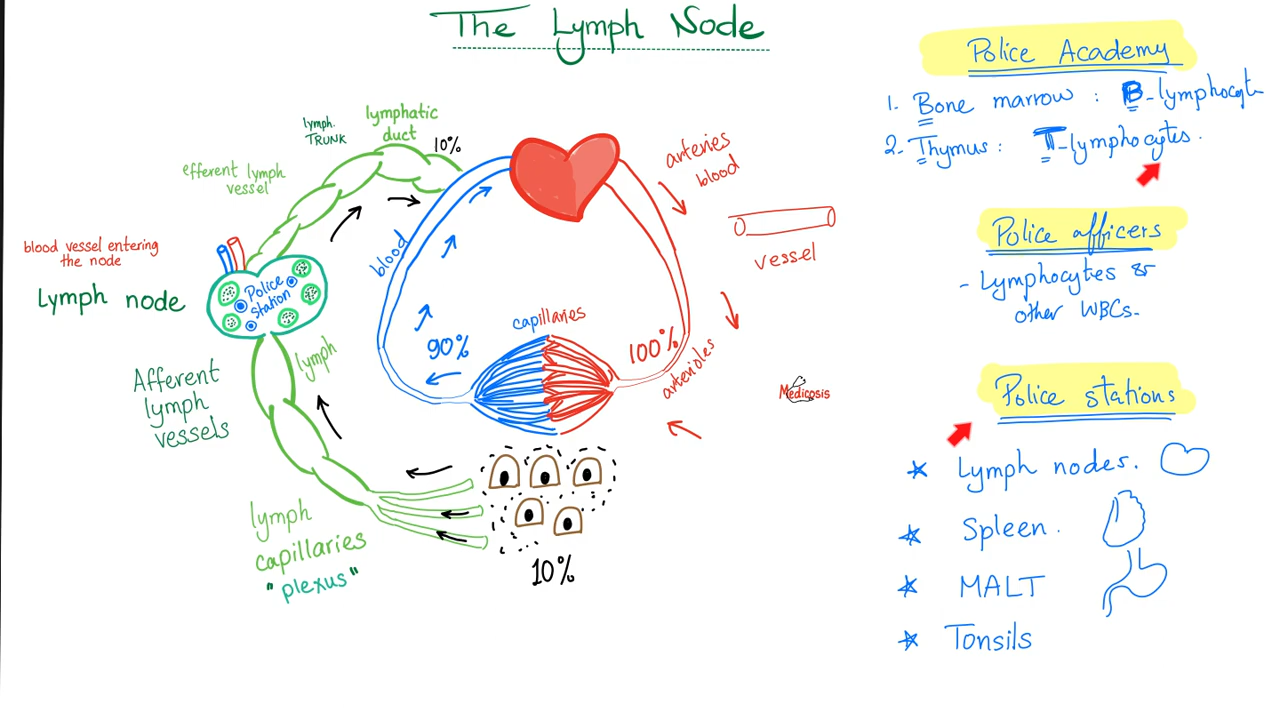 The Lymph Node
lymphatic
duct
10%
lymph.
TRUNK
efferent lymph
vessel
blood vessel entering
the node
Lymph node
Police
station
Afferent
lymph
vessels
lymph
lymph
capillaries
"plexus"
blood
90%
capillaries
100%
arterioles
arteries
blood
vessel
Medicosis
10%
Police Academy
1. Bone marrow : B-lymphocyt
2- Thymus : T-lymphocytes.
Police officers
- Lymphocytes &
other WBCs-
Police stations
* Lymph nodes.
* Spleen.
* MALT
* Tonsils